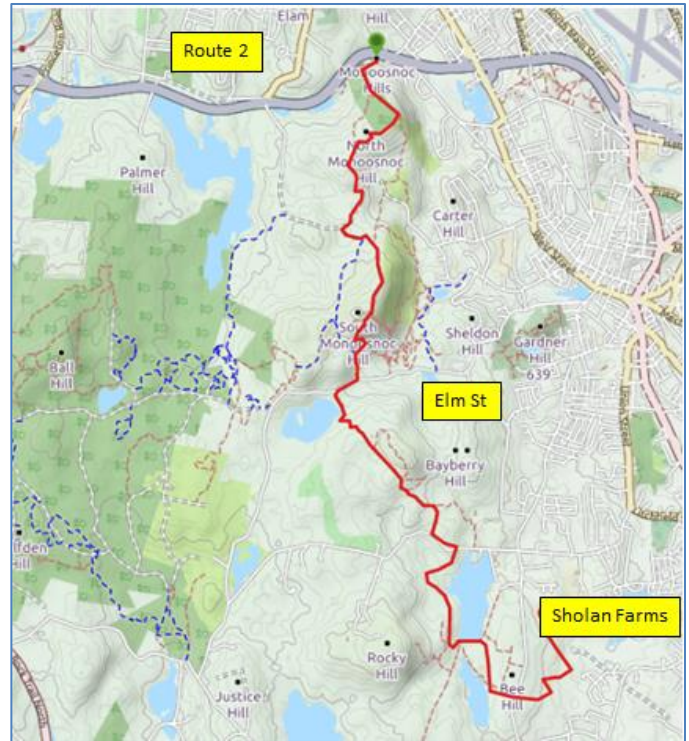 Elam
Hill
Route 2
Monoosnoc
Hills
Palmer
Hill
North
Monoosnoc
Hill
Carter
Hill
South
Monoosnoc
Hill
Sheldon
Hill
Gardner
Hill
639
Ball
Hill
Elm St
Bayberry
Hill
Hill
Sholan Farms
Rocky
Hill
Bee
Hill
Justice
Hill